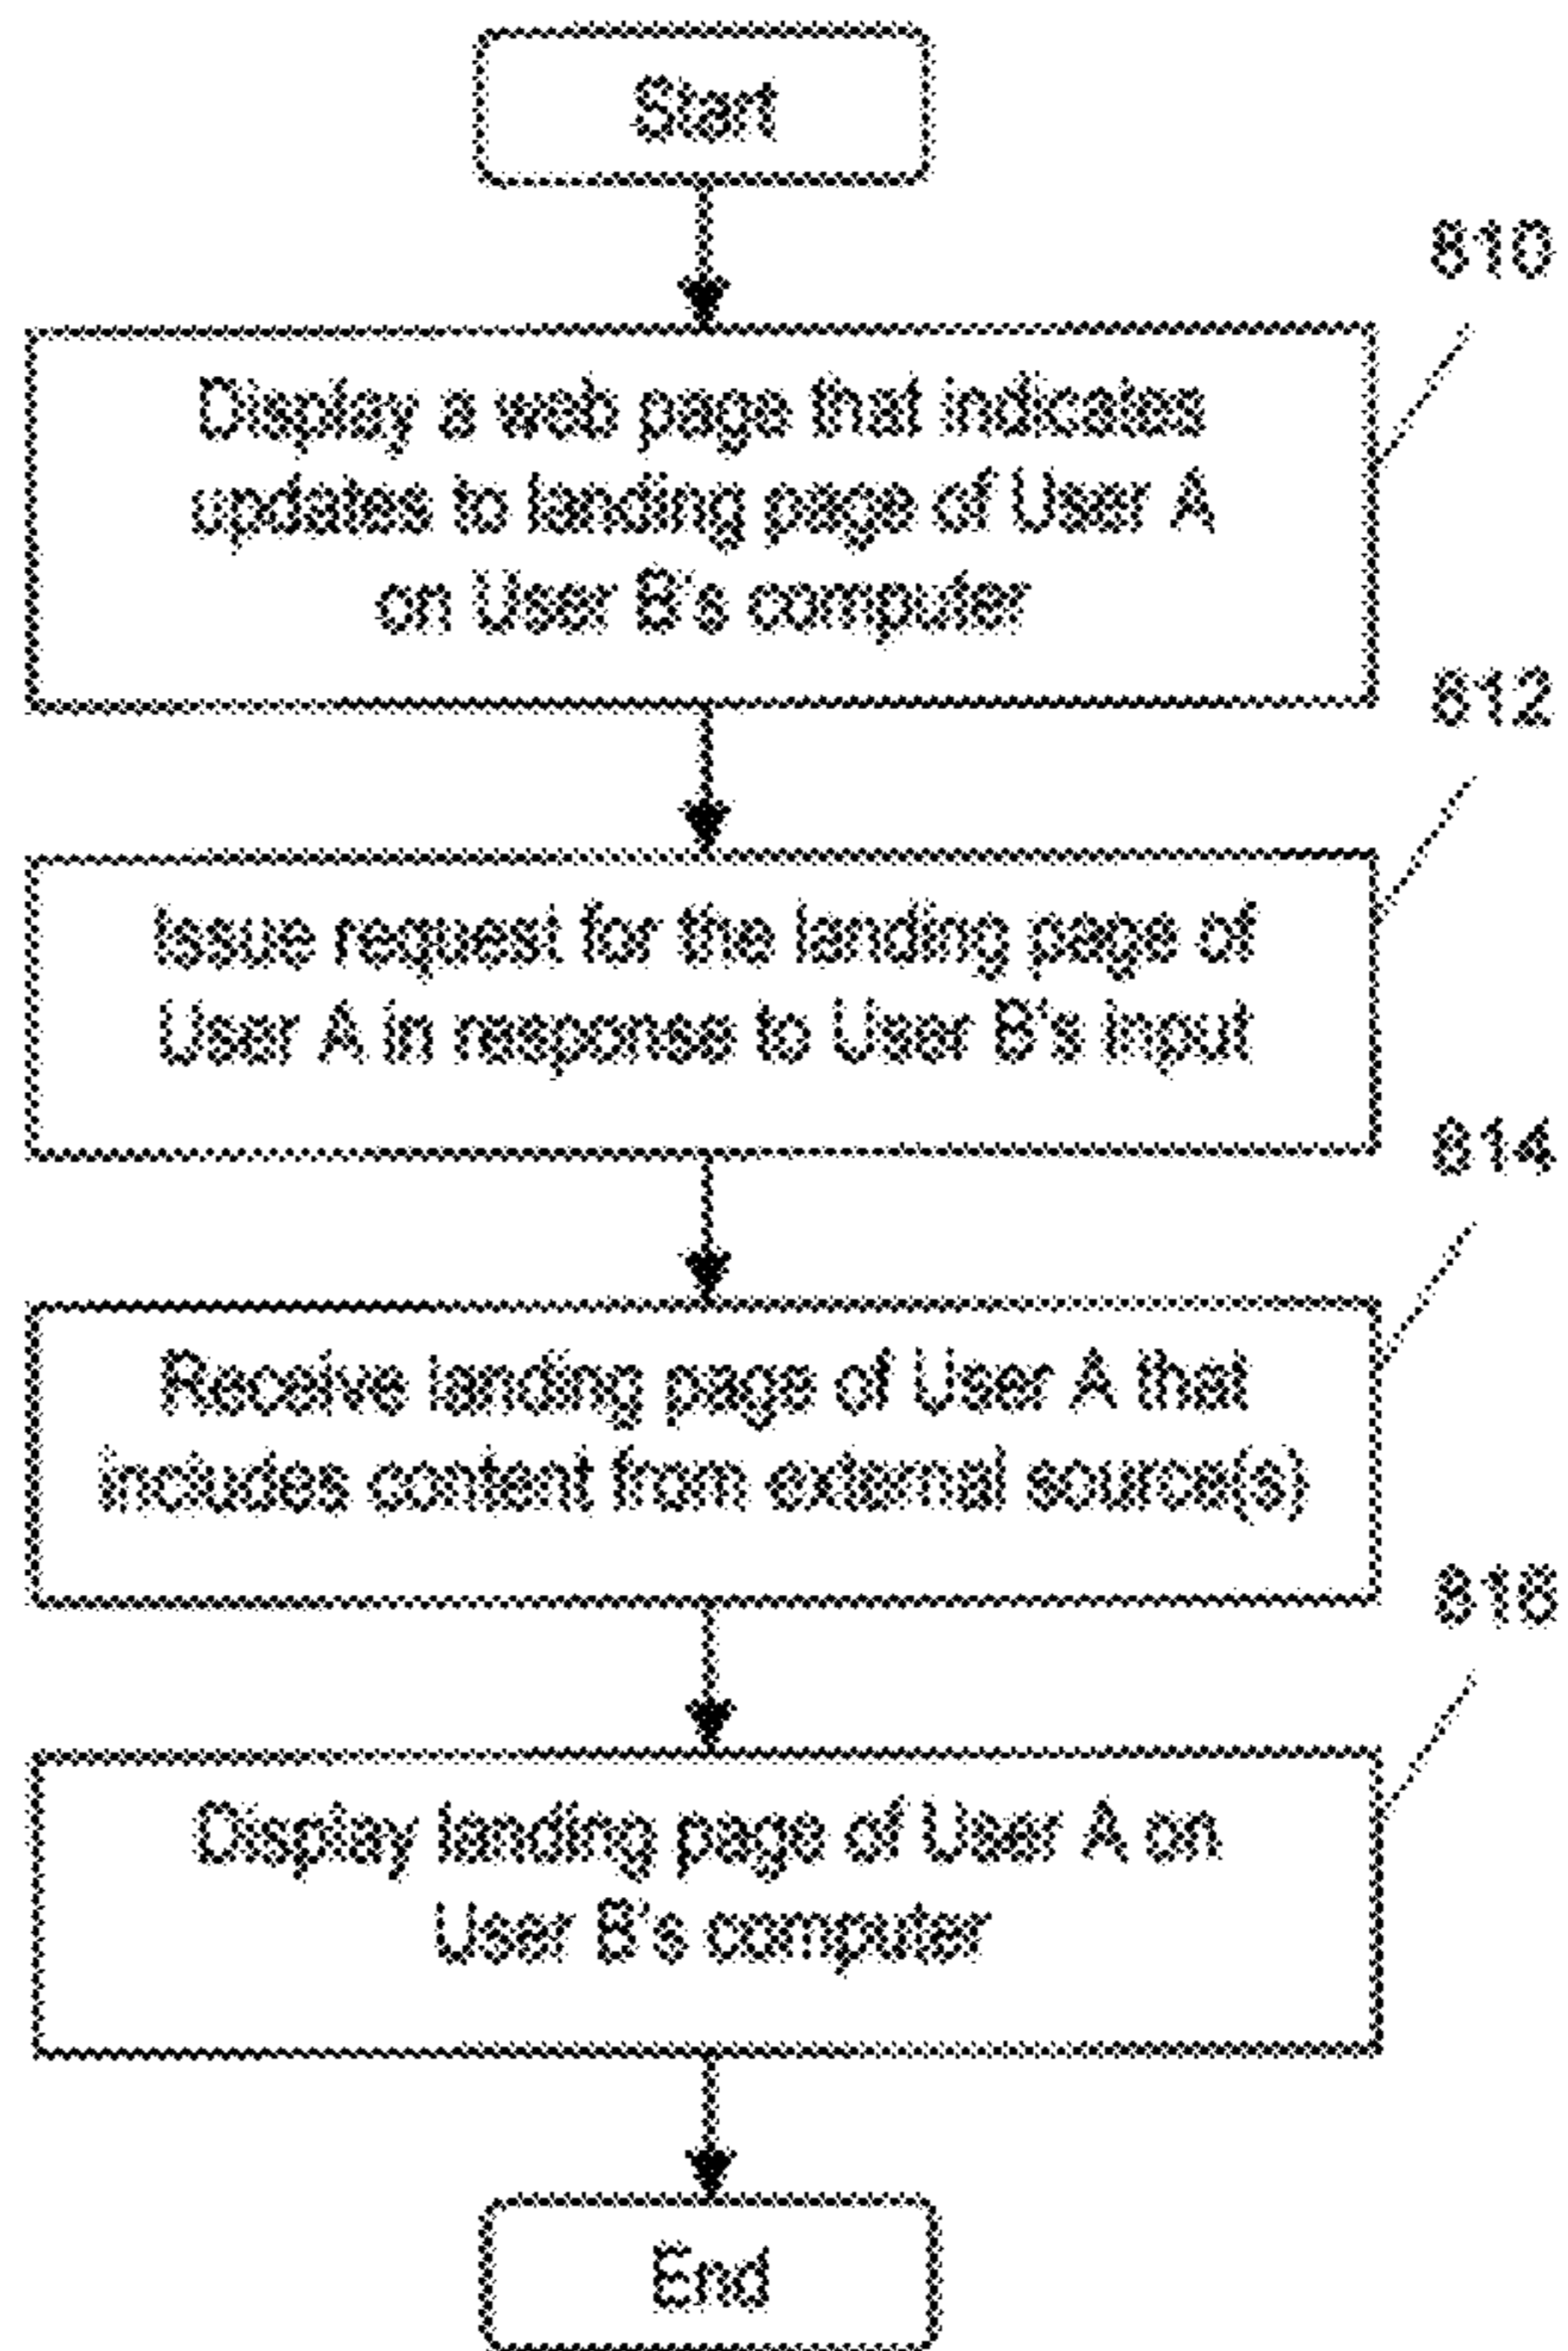 Start
810
Display a web page that indicates
updates to landing page of User A
on User B's computer
812
Issue request for the landing page of
User A in response to User B's input
814
Receive landing page of User A that
includes content from external source(s)
Display landing page of User A on
User B's computer
End